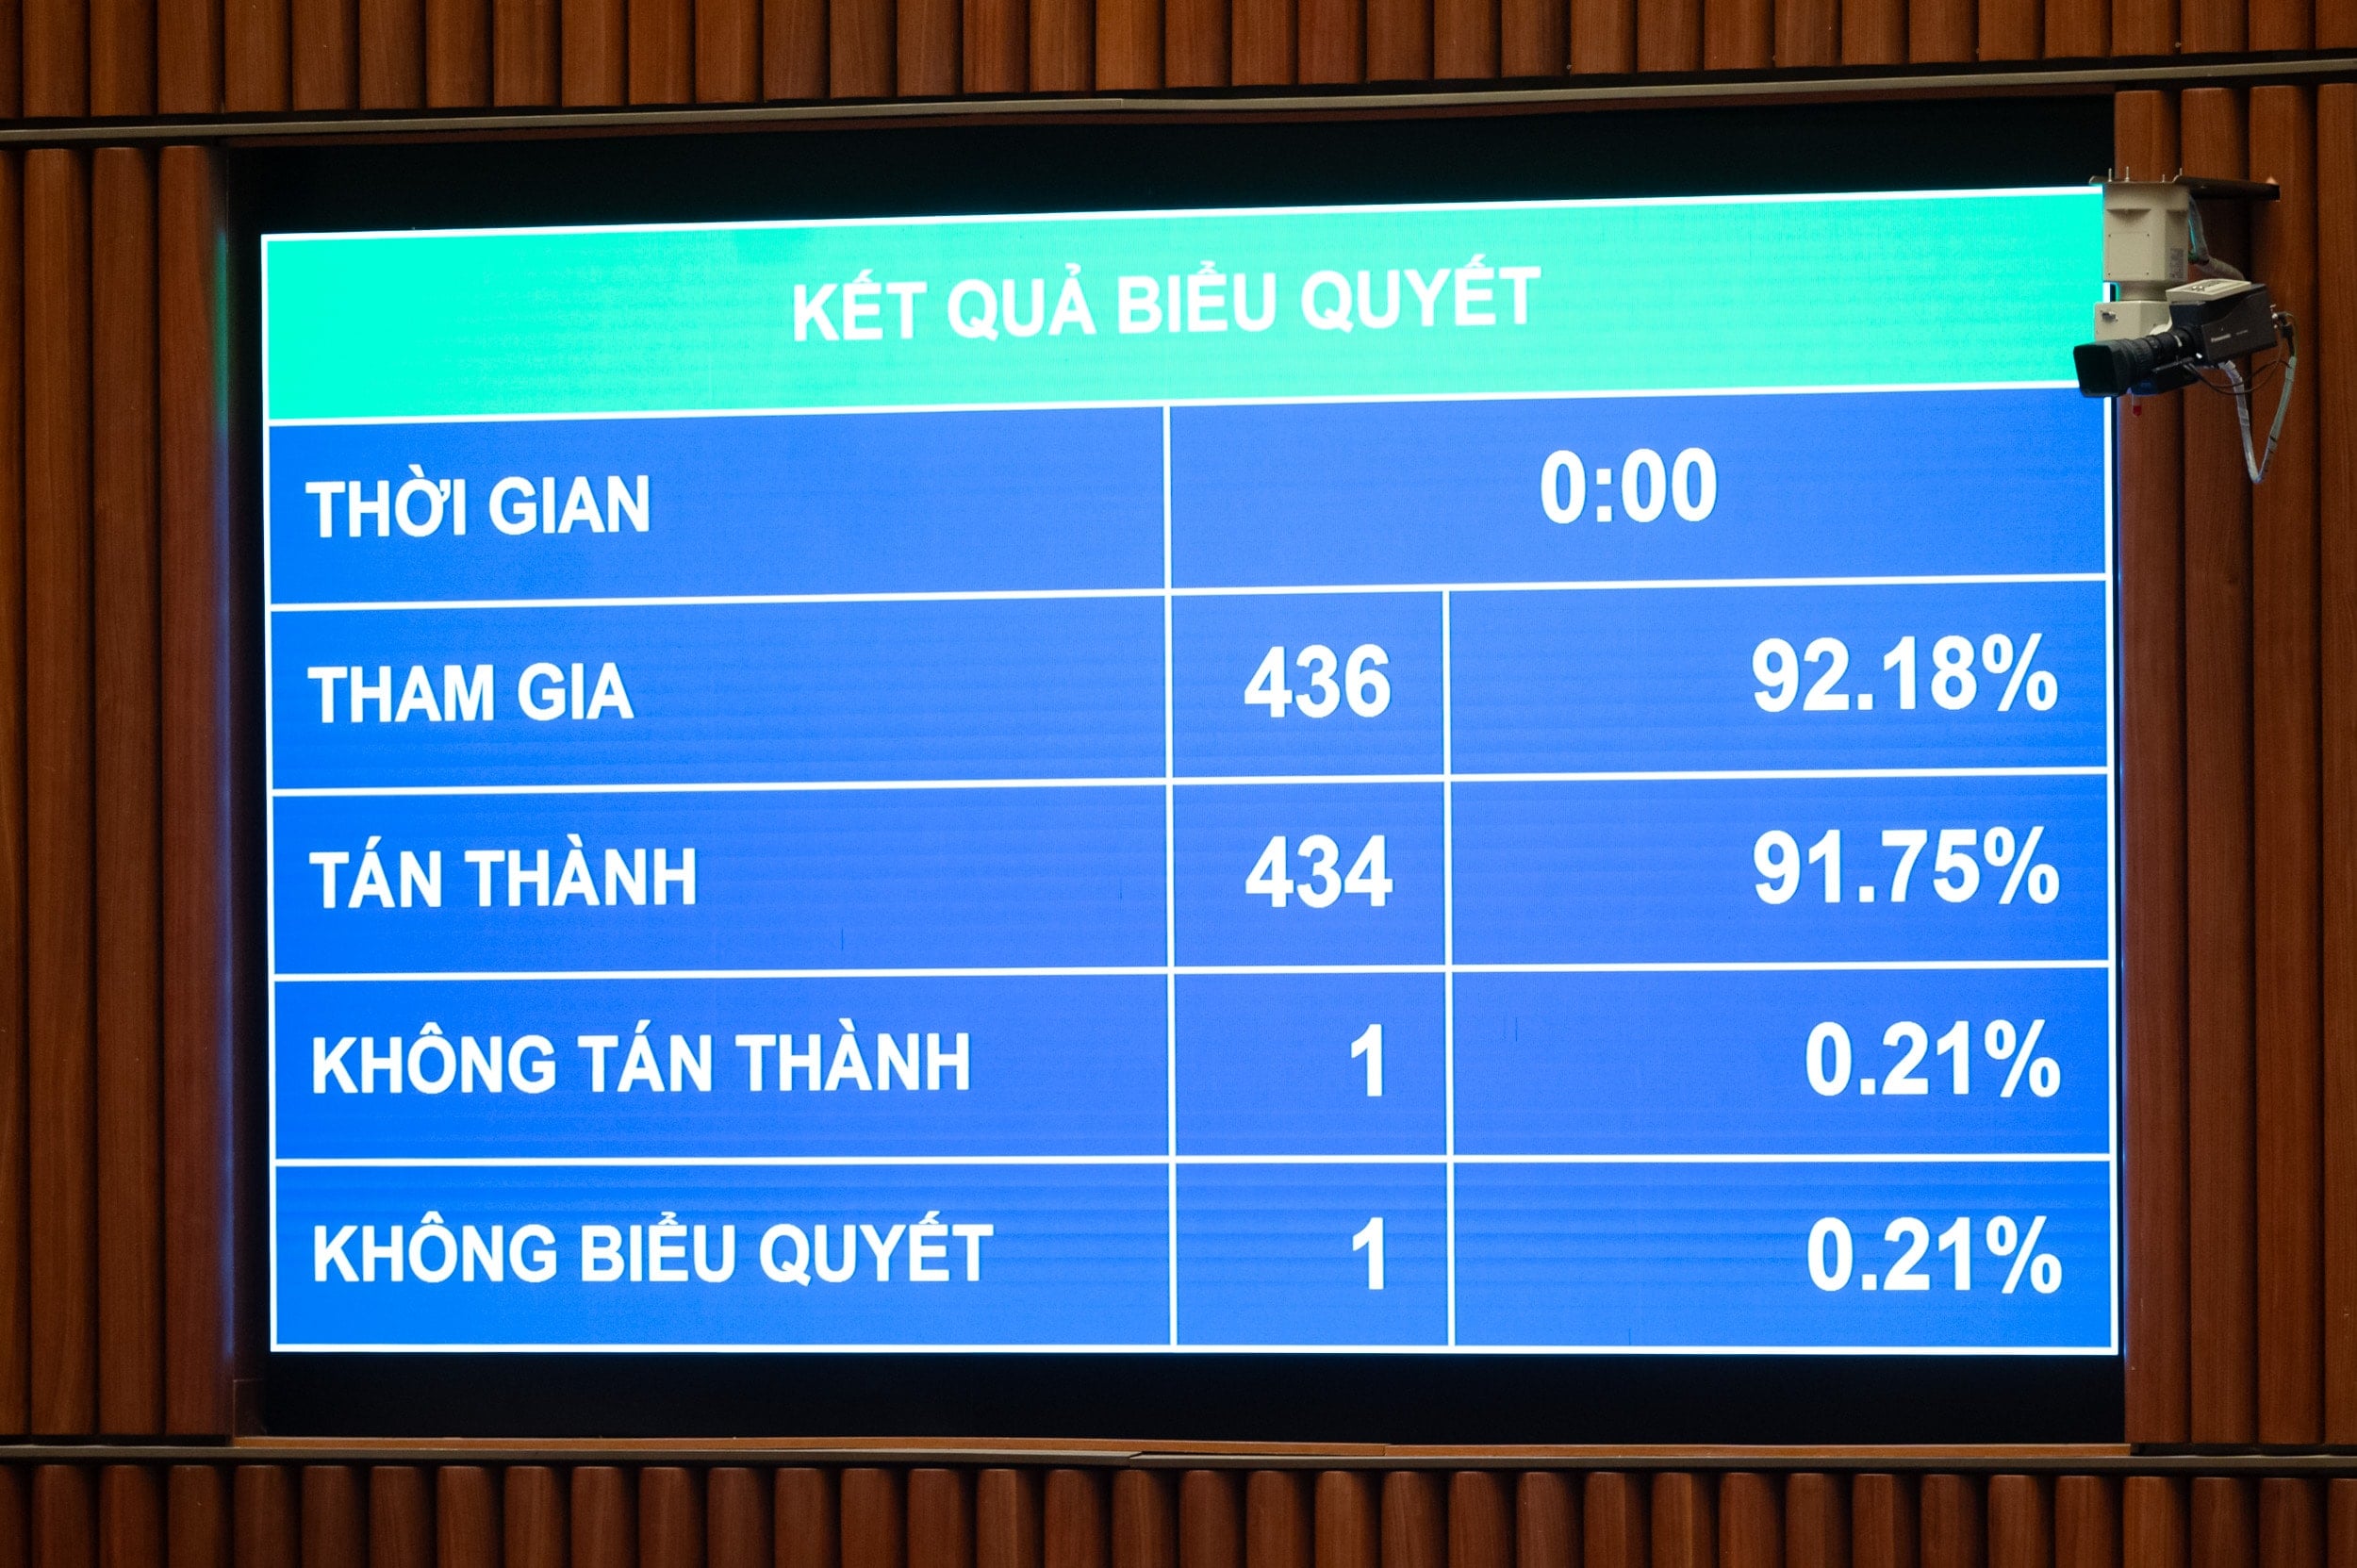 KẾT QUẢ BIỂU QUYẾT
THỜI GIAN 0:00
THAM GIA 436 92.18%
TÁN THÀNH 434 91.75%
KHÔNG TÁN THÀNH 1 0.21%
KHÔNG BIỂU QUYẾT 1 0.21%